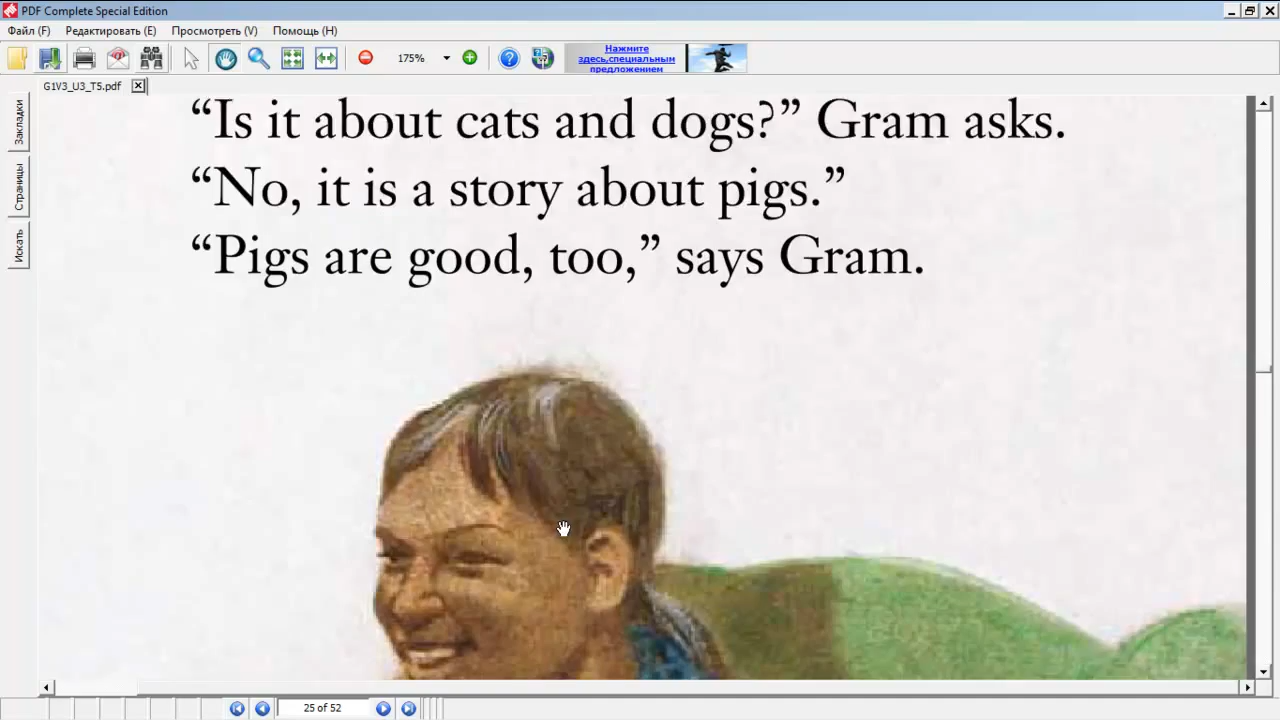 PDF Complete Special Edition
Файл (F) Редактировать (E) Просмотреть (V) Помощь (H)
175%
Нажмите
здесь,специальным
предложением
G1V3_U3_T5.pdf
Закладки
Страницы
Искать
“Is it about cats and dogs?” Gram asks.
“No, it is a story about pigs.”
“Pigs are good, too,” says Gram.
25 of 52